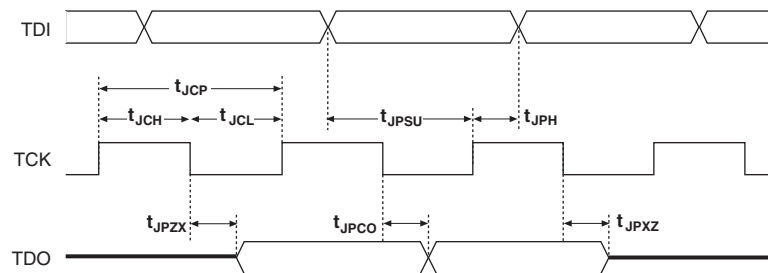 TDI
tJCP
tJCH tJCL tJPSU tJPH
TCK
tJPZX tJPCO tJPXZ
TDO